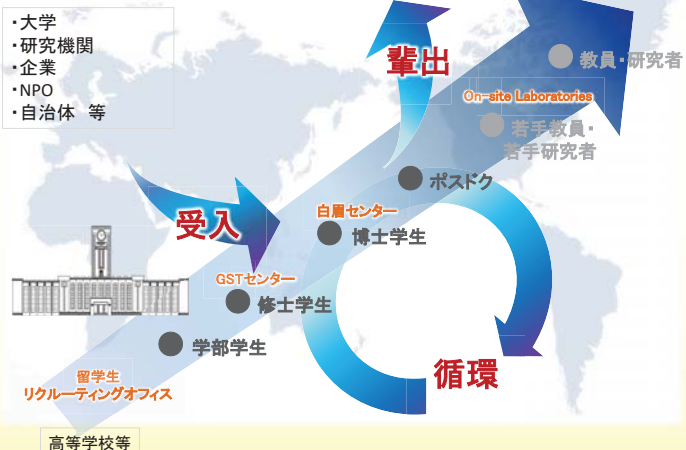 ・大学
・研究機関
・企業
・NPO
・自治体 等
輩出
教員・研究者
On-site Laboratories
若手教員・
若手研究者
ポスドク
受入
白眉センター
博士学生
GSTセンター
修士学生
学部学生
循環
留学生
リクルーティングオフィス
高等学校等